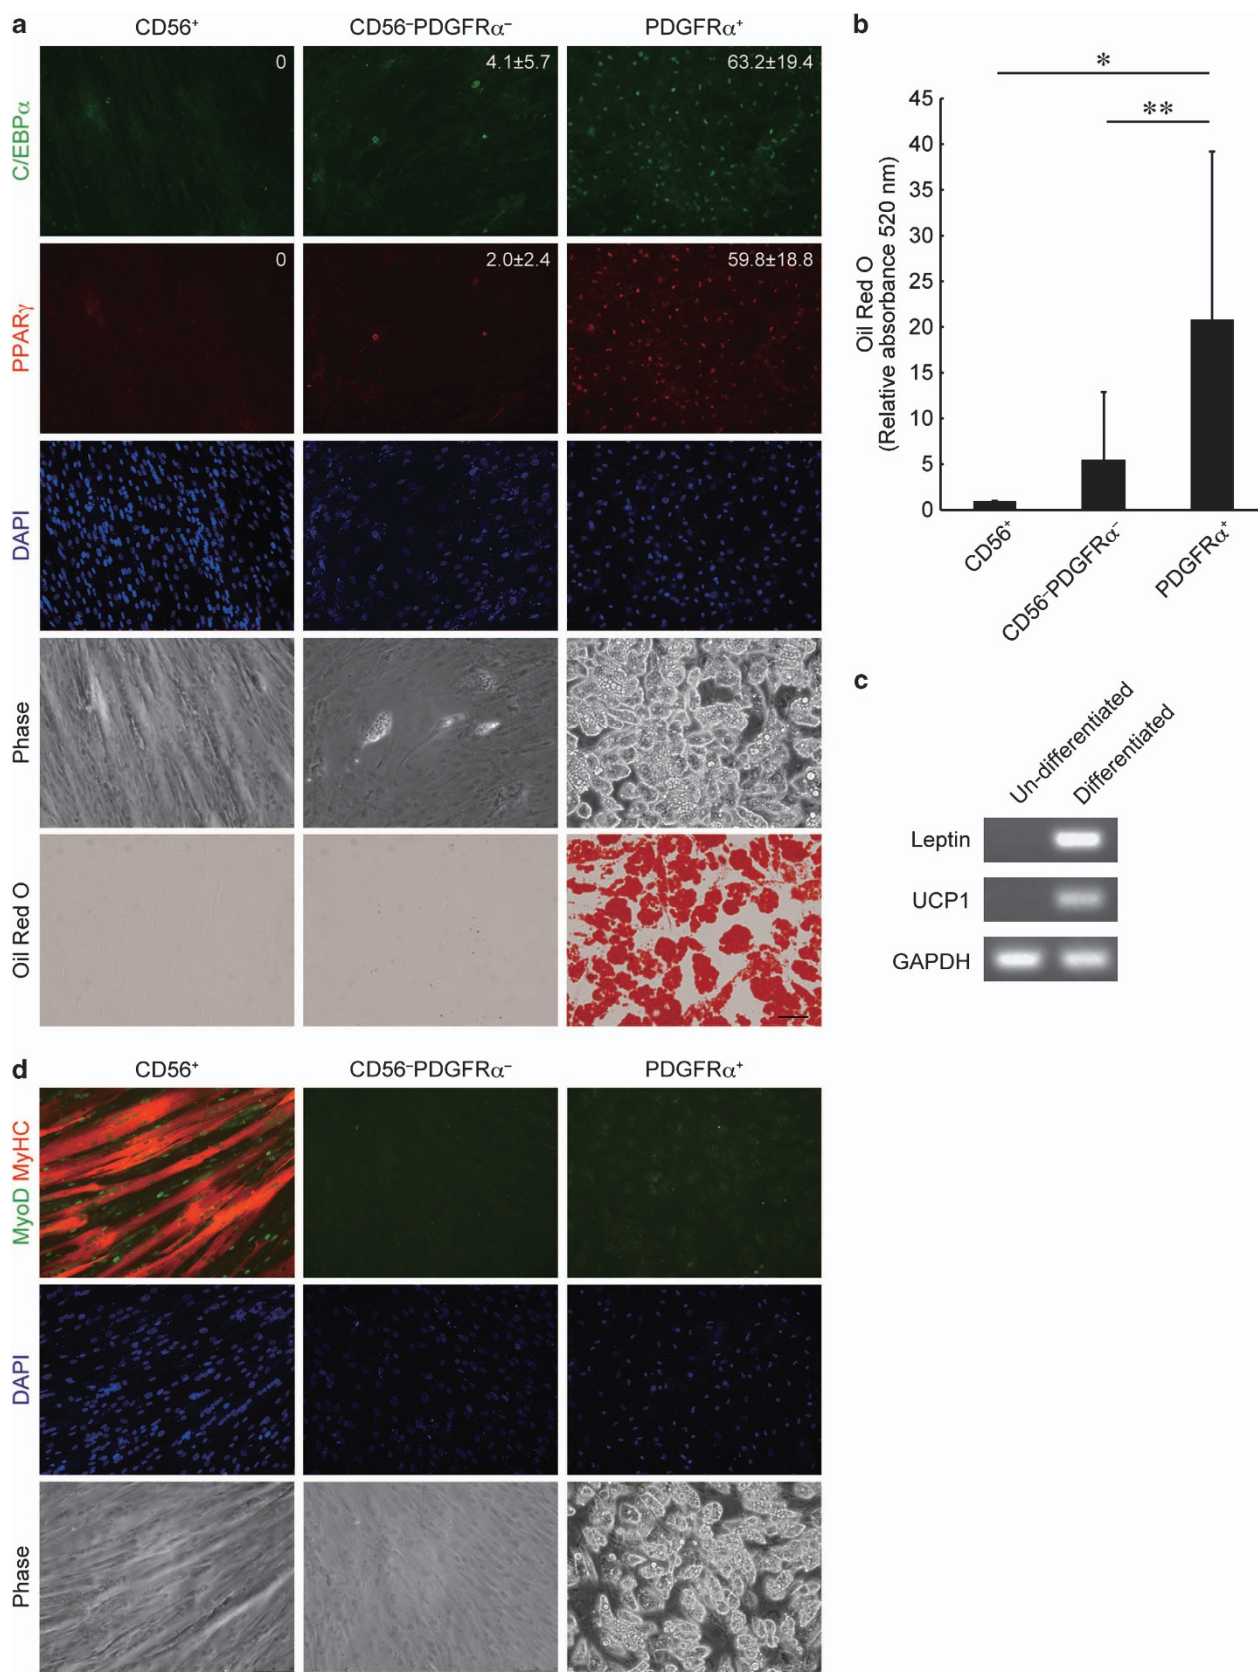 a
CD56⁺
CD56⁻PDGFRα⁻
PDGFRα⁺
C/EBPα
0
4.1±5.7
63.2±19.4
PPARγ
0
2.0±2.4
59.8±18.8
DAPI
Phase
Oil Red O
b
*
**
Oil Red O
(Relative absorbance 520 nm)
45
40
35
30
25
20
15
10
5
0
CD56⁺
CD56⁻PDGFRα⁻
PDGFRα⁺
c
Un-differentiated
Differentiated
Leptin
UCP1
GAPDH
d
CD56⁺
CD56⁻PDGFRα⁻
PDGFRα⁺
MyoD MyHC
DAPI
Phase